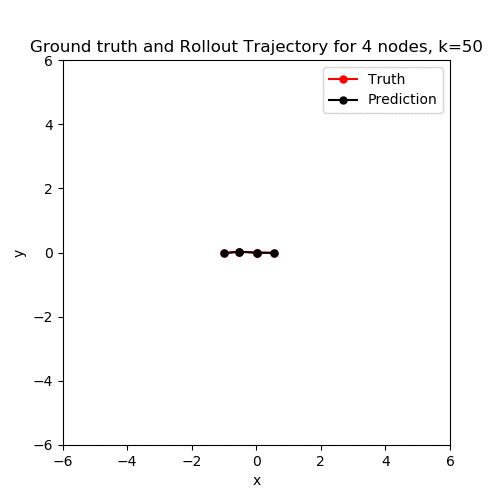 Ground truth and Rollout Trajectory for 4 nodes, k=50
Truth
Prediction
6
4
2
0
−2
−4
−6
y
−6 −4 −2 0 2 4 6
x